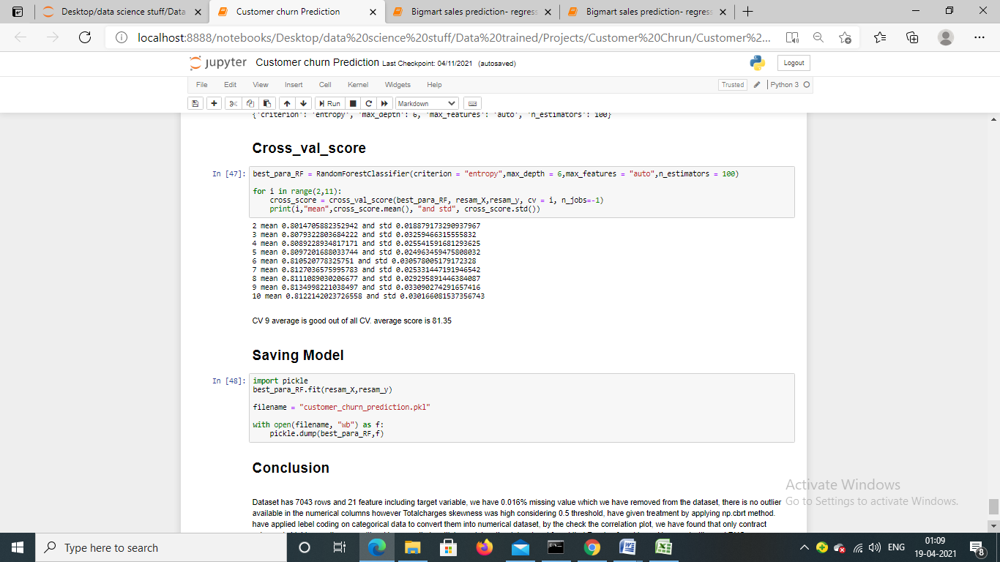 Desktop/data science stuff/Data
Customer churn Prediction
Bigmart sales prediction- regress
Bigmart sales prediction- regress
localhost:8888/notebooks/Desktop/data%20science%20stuff/Data%20trained/Projects/Customer%20Chrun/Customer%2...
jupyter Customer churn Prediction Last Checkpoint: 04/11/2021 (autosaved)
Logout
File Edit View Insert Cell Kernel Widgets Help
Trusted
Python 3
Run
Markdown
{'criterion': 'entropy', 'max_depth': 6, 'max_features': 'auto', 'n_estimators': 100}
Cross_val_score
In [47]: best_para_RF = RandomForestClassifier(criterion = "entropy",max_depth = 6,max_features = "auto",n_estimators = 100)
for i in range(2,11):
cross_score = cross_val_score(best_para_RF, resam_X,resam_y, cv = i, n_jobs=-1)
print(i,"mean",cross_score.mean(), "and std", cross_score.std())
2 mean 0.8014705882352942 and std 0.018879173290937967
3 mean 0.8079322803684222 and std 0.03259466315555832
4 mean 0.8089228934817171 and std 0.025541591681293625
5 mean 0.8097201688033744 and std 0.024963459475808032
6 mean 0.810520778325751 and std 0.030578005179172328
7 mean 0.8127036575995783 and std 0.025331447191946542
8 mean 0.8111089030206677 and std 0.029295891446384087
9 mean 0.8134998221038497 and std 0.033090274291657416
10 mean 0.8122142023726558 and std 0.030166081537356743
CV 9 average is good out of all CV. average score is 81.35
Saving Model
In [48]: import pickle
best_para_RF.fit(resam_X,resam_y)
filename = "customer_churn_prediction.pkl"
with open(filename, "wb") as f:
pickle.dump(best_para_RF,f)
Conclusion
Dataset has 7043 rows and 21 feature including target variable, we have 0.016% missing value which we have removed from the dataset, there is no outlier
available in the numerical columns however Totalcharges skewness was high considering 0.5 threshold, have given treatment by applying np.cbrt method.
have applied lebel coding on categorical data to convert them into numerical dataset, by the check the correlation plot, we have found that only contract
Activate Windows
Go to Settings to activate Windows.
Type here to search
ENG
01:09
19-04-2021
8